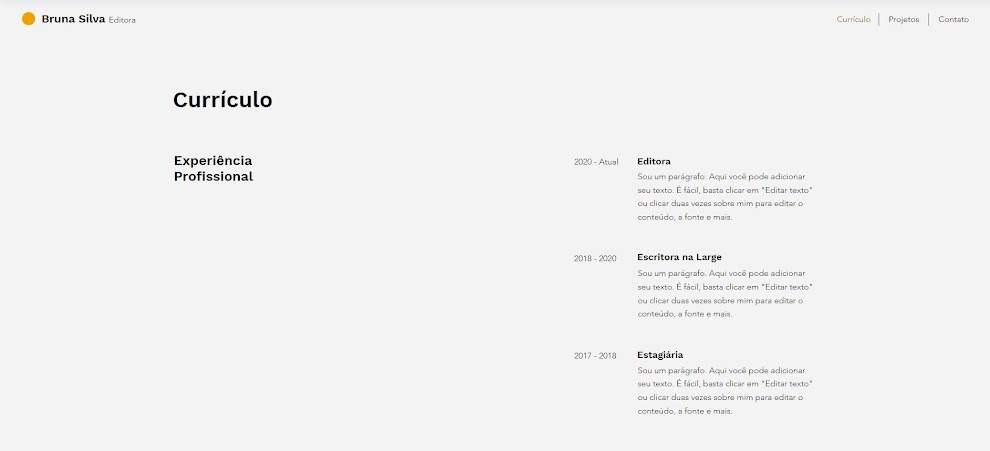 Bruna Silva Editora
Currículo
Projetos
Contato
Currículo
Experiência
Profissional
2020 - Atual
Editora
Sou um parágrafo. Aqui você pode adicionar
seu texto. É fácil, basta clicar em "Editar texto"
ou clicar duas vezes sobre mim para editar o
conteúdo, a fonte e mais.
2018 - 2020
Escritora na Large
Sou um parágrafo. Aqui você pode adicionar
seu texto. É fácil, basta clicar em "Editar texto"
ou clicar duas vezes sobre mim para editar o
conteúdo, a fonte e mais.
2017 - 2018
Estagiária
Sou um parágrafo. Aqui você pode adicionar
seu texto. É fácil, basta clicar em "Editar texto"
ou clicar duas vezes sobre mim para editar o
conteúdo, a fonte e mais.